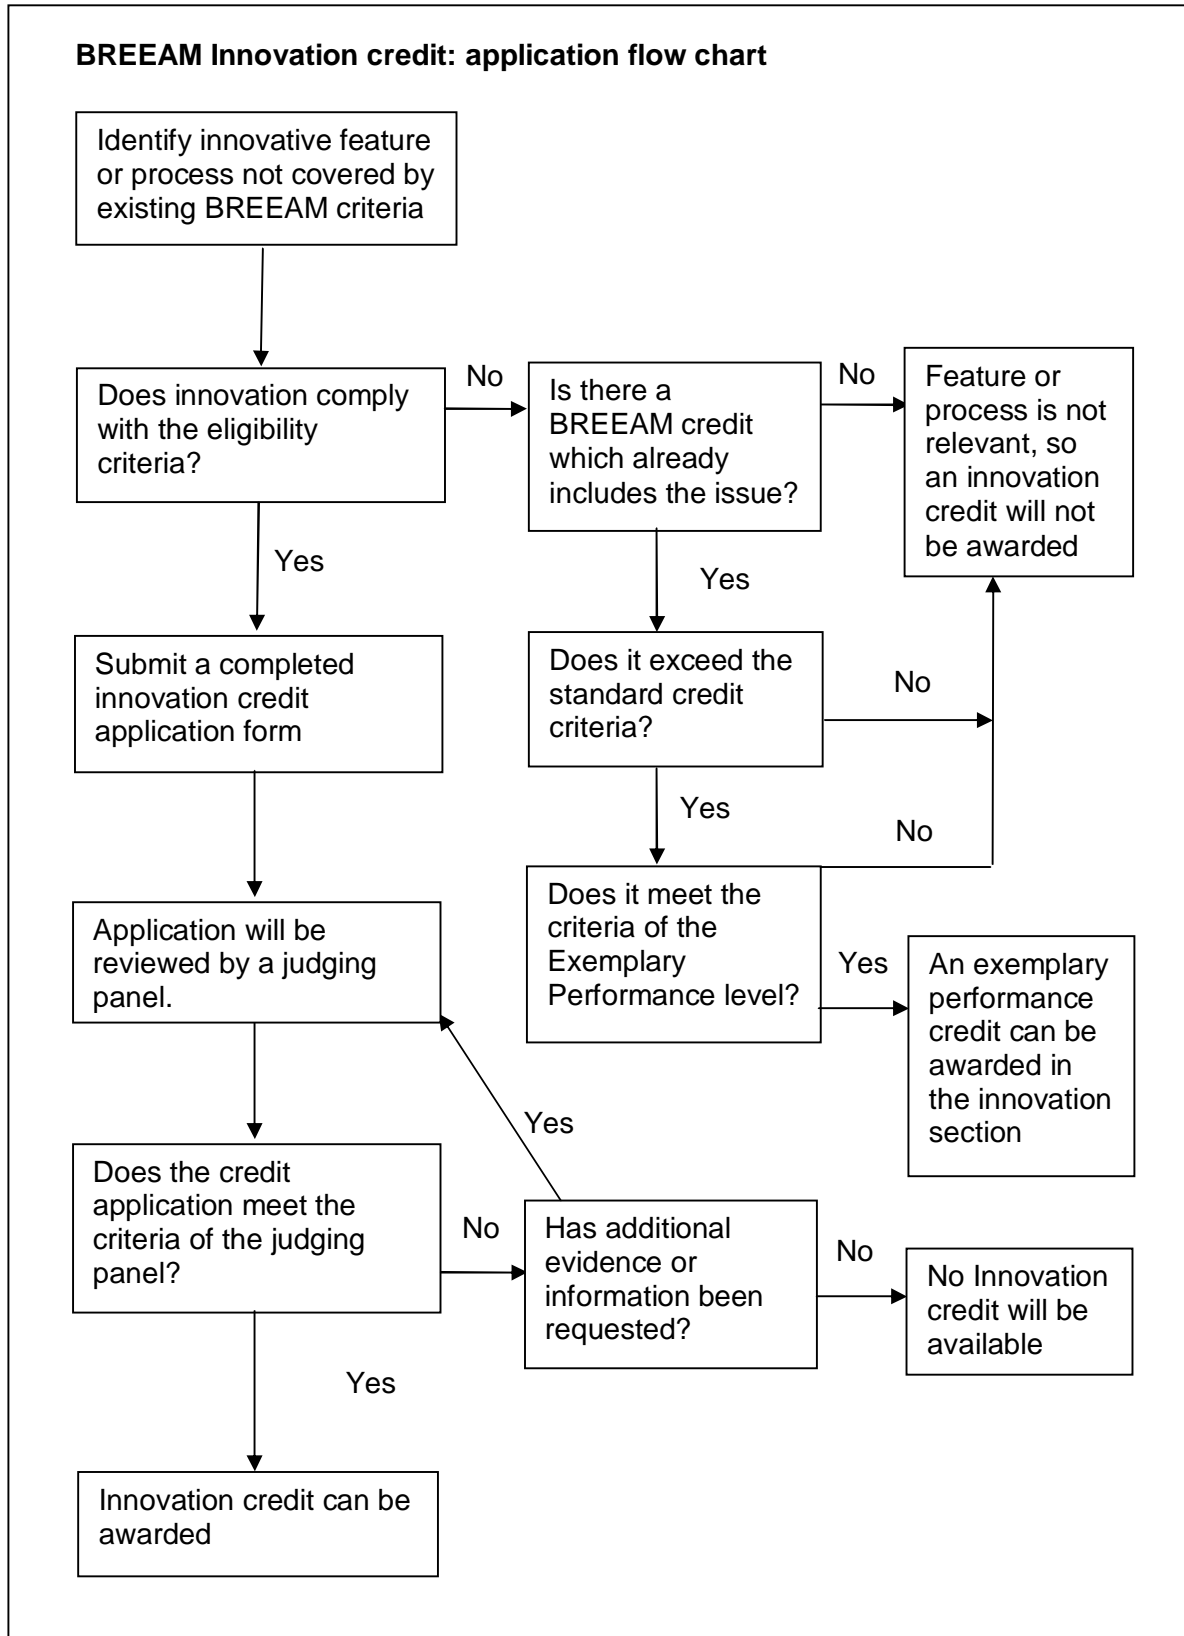 BREEAM Innovation credit: application flow chart
Identify innovative feature
or process not covered by
existing BREEAM criteria
Does innovation comply
with the eligibility
criteria?
No
Is there a
BREEAM credit
which already
includes the issue?
No
Feature or
process is not
relevant, so
an innovation
credit will not
be awarded
Yes
Yes
Submit a completed
innovation credit
application form
Does it exceed the
standard credit
criteria?
No
Yes
No
Application will be
reviewed by a judging
panel.
Does it meet the
criteria of the
Exemplary
Performance level?
Yes
An exemplary
performance
credit can be
awarded in
the innovation
section
Yes
Does the credit
application meet the
criteria of the judging
panel?
No
Has additional
evidence or
information been
requested?
No
No Innovation
credit will be
available
Yes
Innovation credit can be
awarded